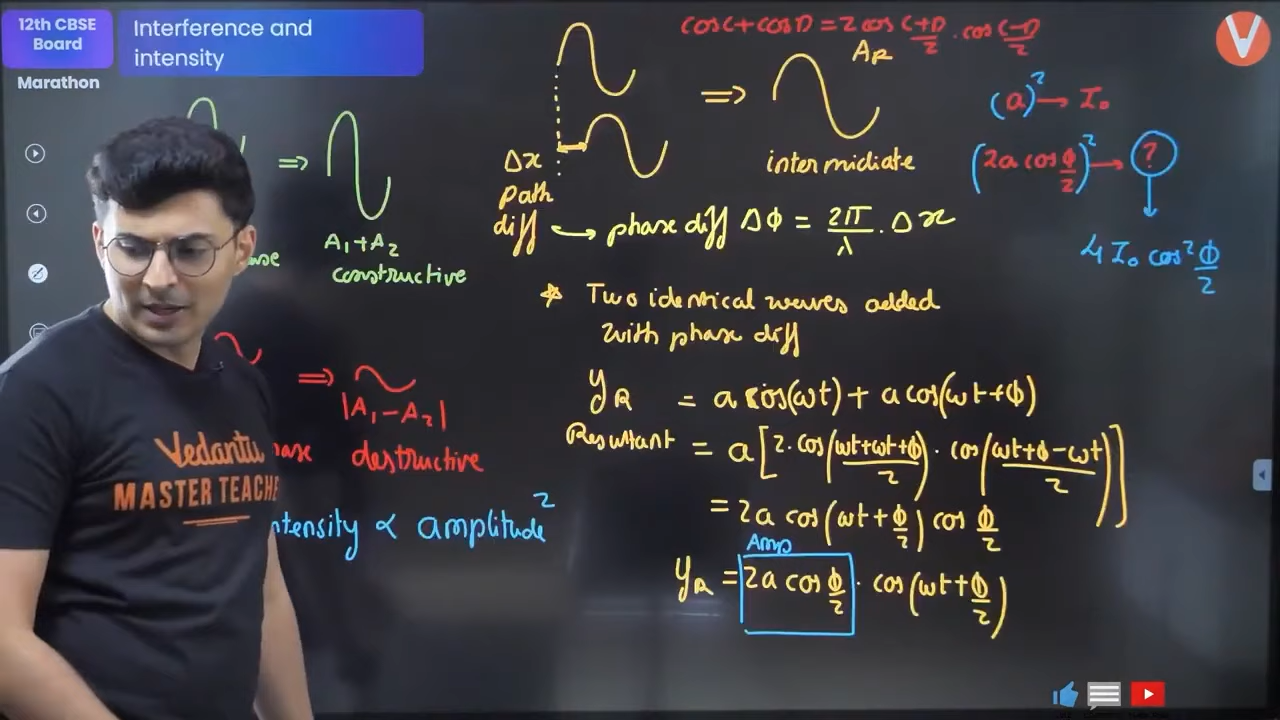 12th CBSE
Board
Marathon
Interference and
intensity
cosC+cosD=2 cos C+D/2 . cos C-D/2
A_R
(a)² → I₀
(2a cos ϕ/2)² → ?
4 I₀ cos² ϕ/2
⇒
intermidiate
Δx
path
diff → phase diff Δϕ = 2π/λ . Δx
⇒
A₁+A₂
constructive
⇒
|A₁-A₂|
destructive
ntensity ∝ amplitude²
☆ Two identical waves added
with phase diff
y_R = a cos(ωt) + a cos(ωt+ϕ)
Resultant = a[2. cos(ωt+ωt+ϕ/2) . cos(ωt+ϕ-ωt/2)]
= 2a cos(ωt+ϕ/2) cos ϕ/2
Amp
y_R = 2a cos ϕ/2 . cos(ωt+ϕ/2)
Vedantu
MASTER TEACHE